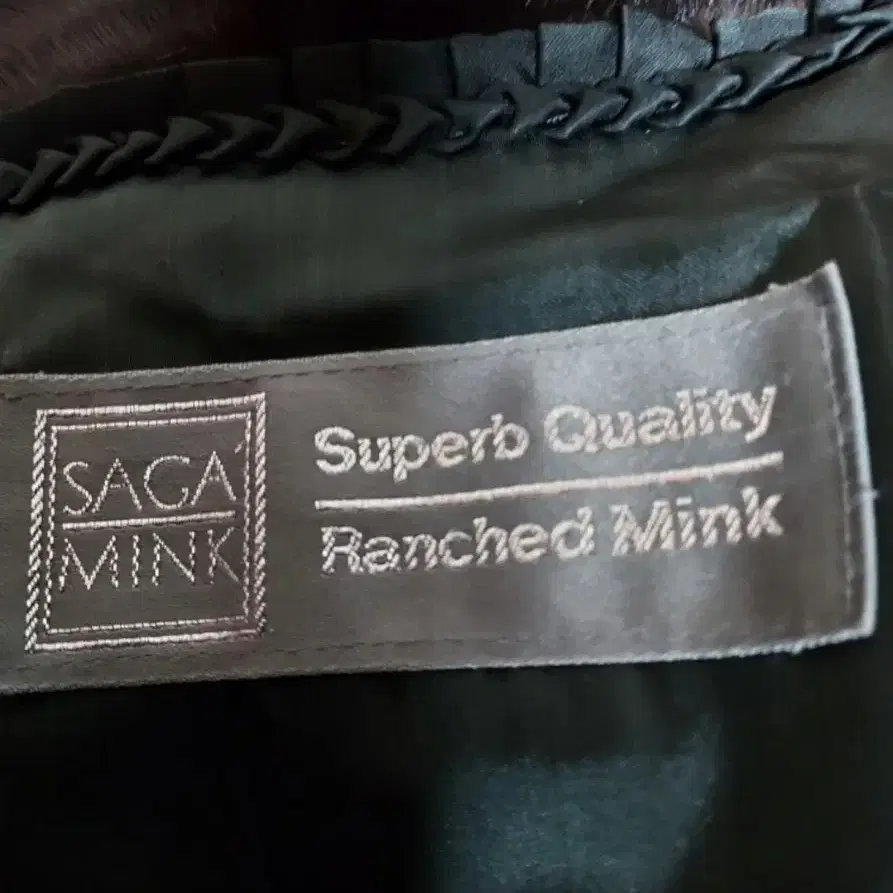 SAGA
MINK
Superb Quality
Ranched Mink